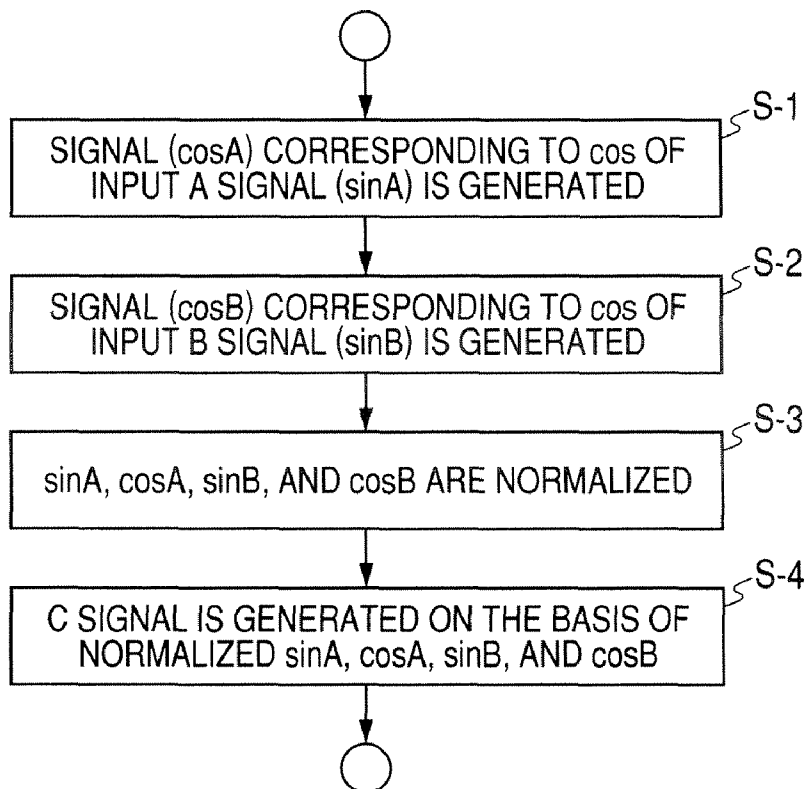 S-1
SIGNAL (cosA) CORRESPONDING TO cos OF
INPUT A SIGNAL (sinA) IS GENERATED
S-2
SIGNAL (cosB) CORRESPONDING TO cos OF
INPUT B SIGNAL (sinB) IS GENERATED
S-3
sinA, cosA, sinB, AND cosB ARE NORMALIZED
S-4
C SIGNAL IS GENERATED ON THE BASIS OF
NORMALIZED sinA, cosA, sinB, AND cosB